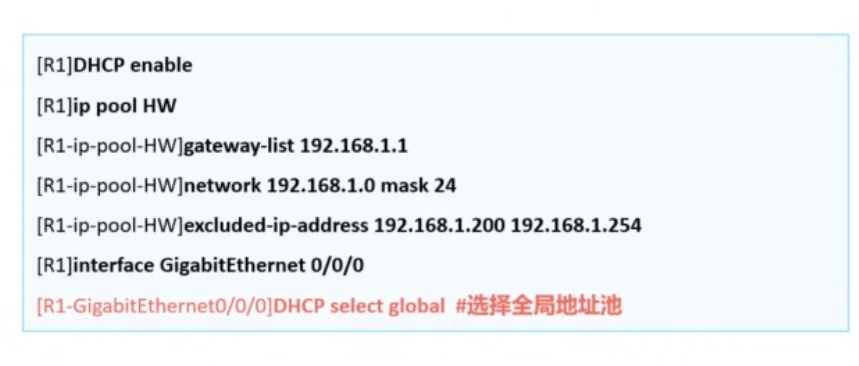 [R1]DHCP enable
[R1]ip pool HW
[R1-ip-pool-HW]gateway-list 192.168.1.1
[R1-ip-pool-HW]network 192.168.1.0 mask 24
[R1-ip-pool-HW]excluded-ip-address 192.168.1.200 192.168.1.254
[R1]interface GigabitEthernet 0/0/0
[R1-GigabitEthernet0/0/0]DHCP select global  #选择全局地址池